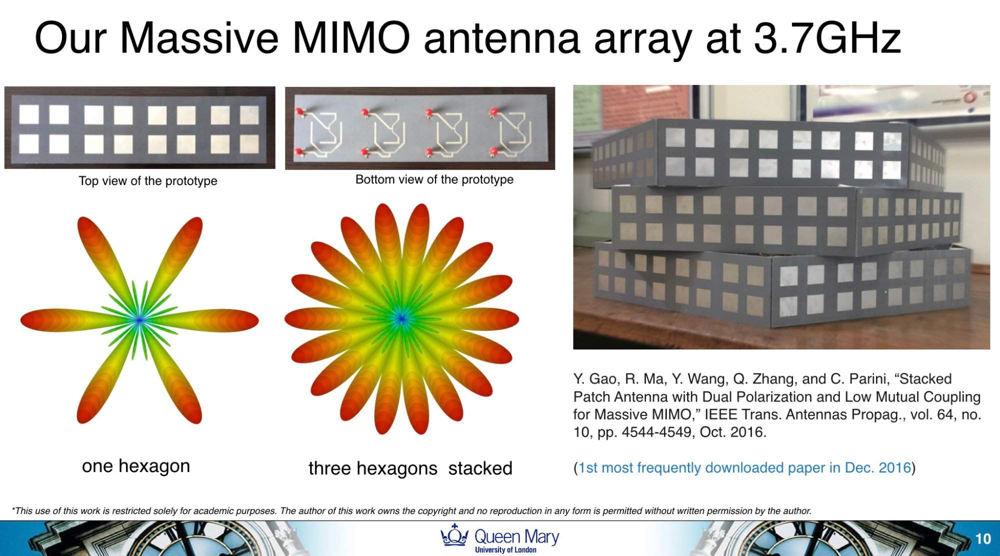 Our Massive MIMO antenna array at 3.7GHz
Top view of the prototype
Bottom view of the prototype
one hexagon
three hexagons  stacked
Y. Gao, R. Ma, Y. Wang, Q. Zhang, and C. Parini, “Stacked
Patch Antenna with Dual Polarization and Low Mutual Coupling
for Massive MIMO,” IEEE Trans. Antennas Propag., vol. 64, no.
10, pp. 4544-4549, Oct. 2016.
(1st most frequently downloaded paper in Dec. 2016)
*This use of this work is restricted solely for academic purposes. The author of this work owns the copyright and no reproduction in any form is permitted without written permission by the author.
Queen Mary
University of London
10